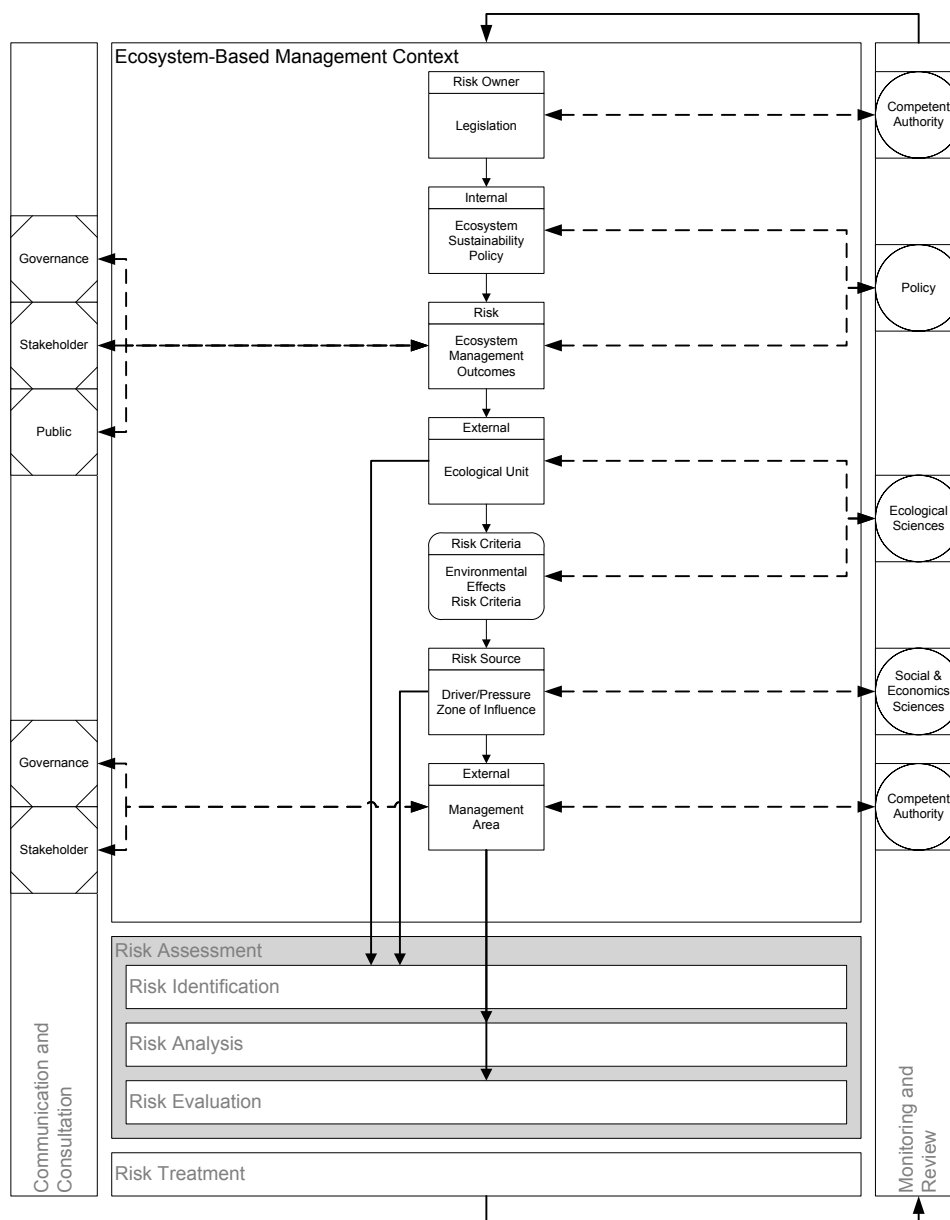 Ecosystem-Based Management Context
Risk Owner
Legislation
Internal
Ecosystem
Sustainability
Policy
Risk
Ecosystem
Management
Outcomes
External
Ecological Unit
Risk Criteria
Environmental
Effects
Risk Criteria
Risk Source
Driver/Pressure
Zone of Influence
External
Management
Area
Governance
Stakeholder
Public
Governance
Stakeholder
Communication and
Consultation
Competent
Authority
Policy
Ecological
Sciences
Social &
Economics
Sciences
Competent
Authority
Monitoring and
Review
Risk Assessment
Risk Identification
Risk Analysis
Risk Evaluation
Risk Treatment